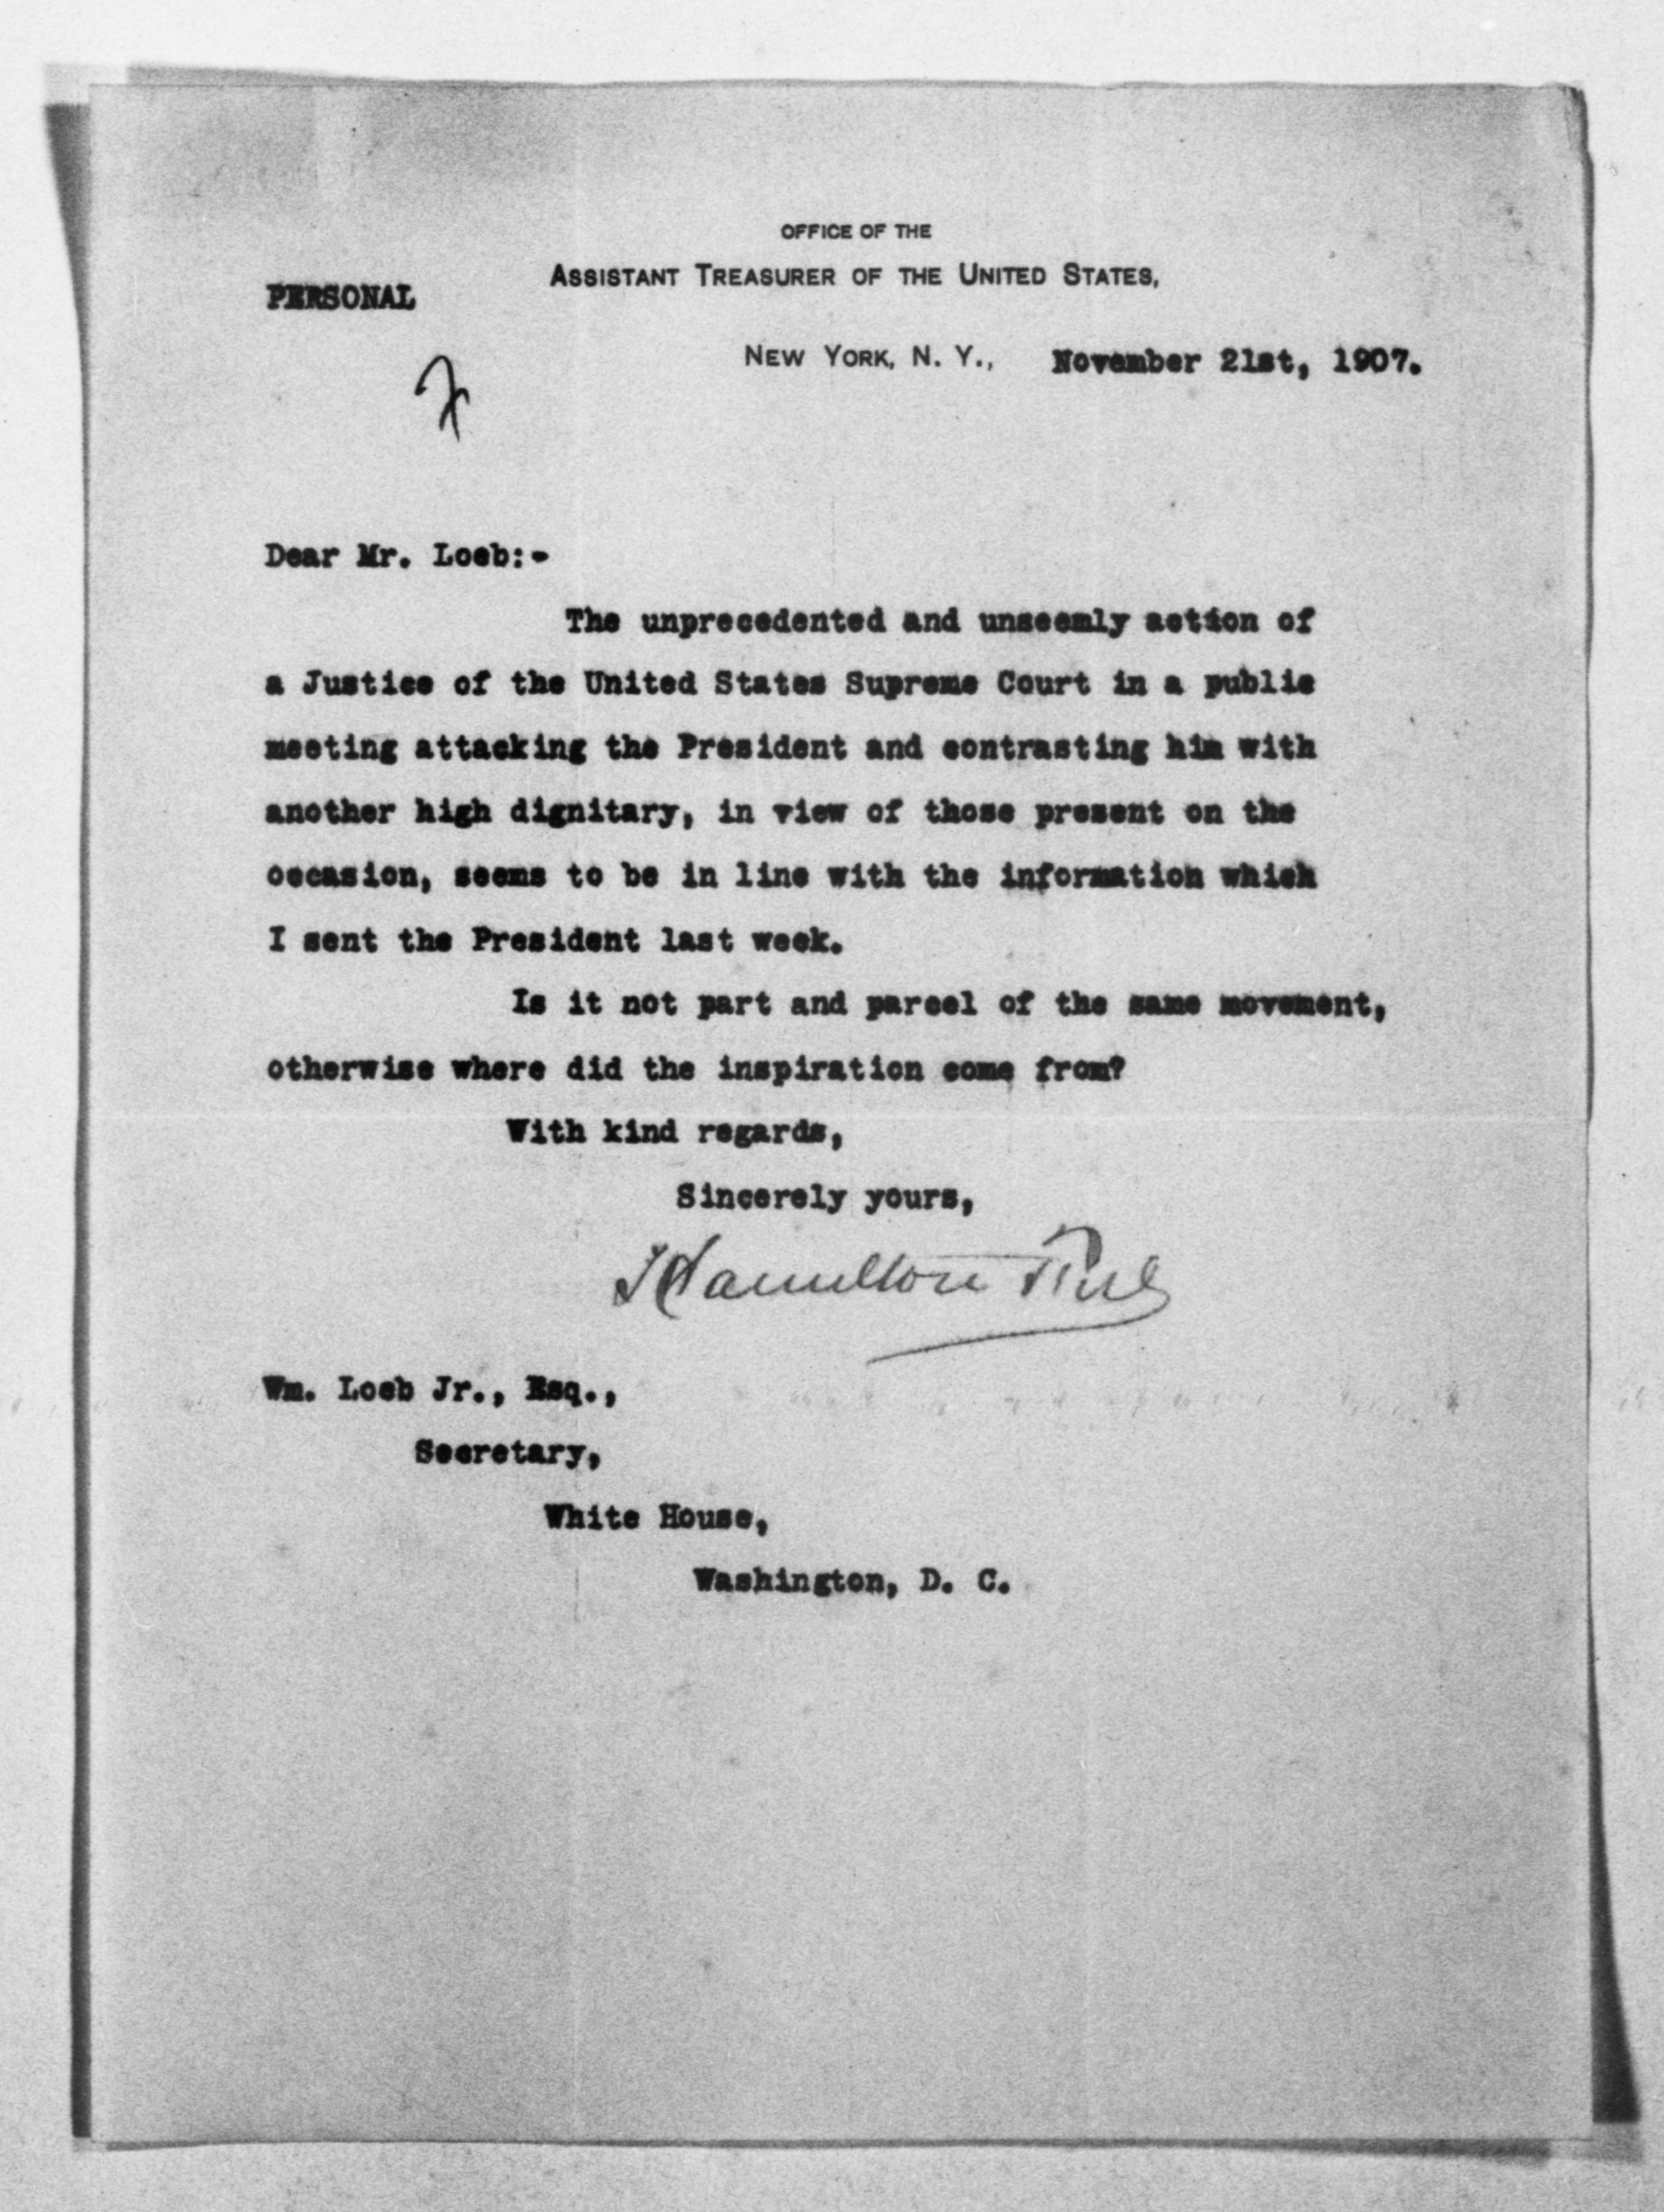 OFFICE OF THE
ASSISTANT TREASURER OF THE UNITED STATES,
PERSONAL
NEW YORK, N. Y., November 21st, 1907.
Dear Mr. Loeb:-
The unprecedented and unseemly action of
a Justice of the United States Supreme Court in a public
meeting attacking the President and contrasting him with
another high dignitary, in view of those present on the
occasion, seems to be in line with the information which
I sent the President last week.
Is it not part and parcel of the same movement,
otherwise where did the inspiration come from?
With kind regards,
Sincerely yours,
Hamilton Fish
Wm. Loeb Jr., Esq.,
Secretary,
White House,
Washington, D. C.